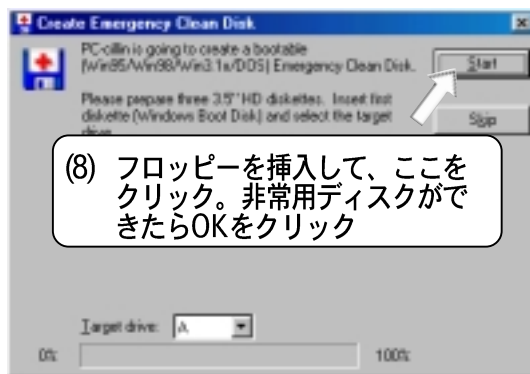 Create Emergency Clean Disk
PC-cillin is going to create a bootable
(Win95/Win98/Win3.1x/DOS) Emergency Clean Disk.
Start
Please prepare three 3.5" HD diskettes. Insert first
diskette (Windows Boot Disk) and select the target
drive.
Skip
(8) フロッピーを挿入して、ここを
クリック。非常用ディスクがで
きたらOKをクリック
Target drive: A:
0% 100%